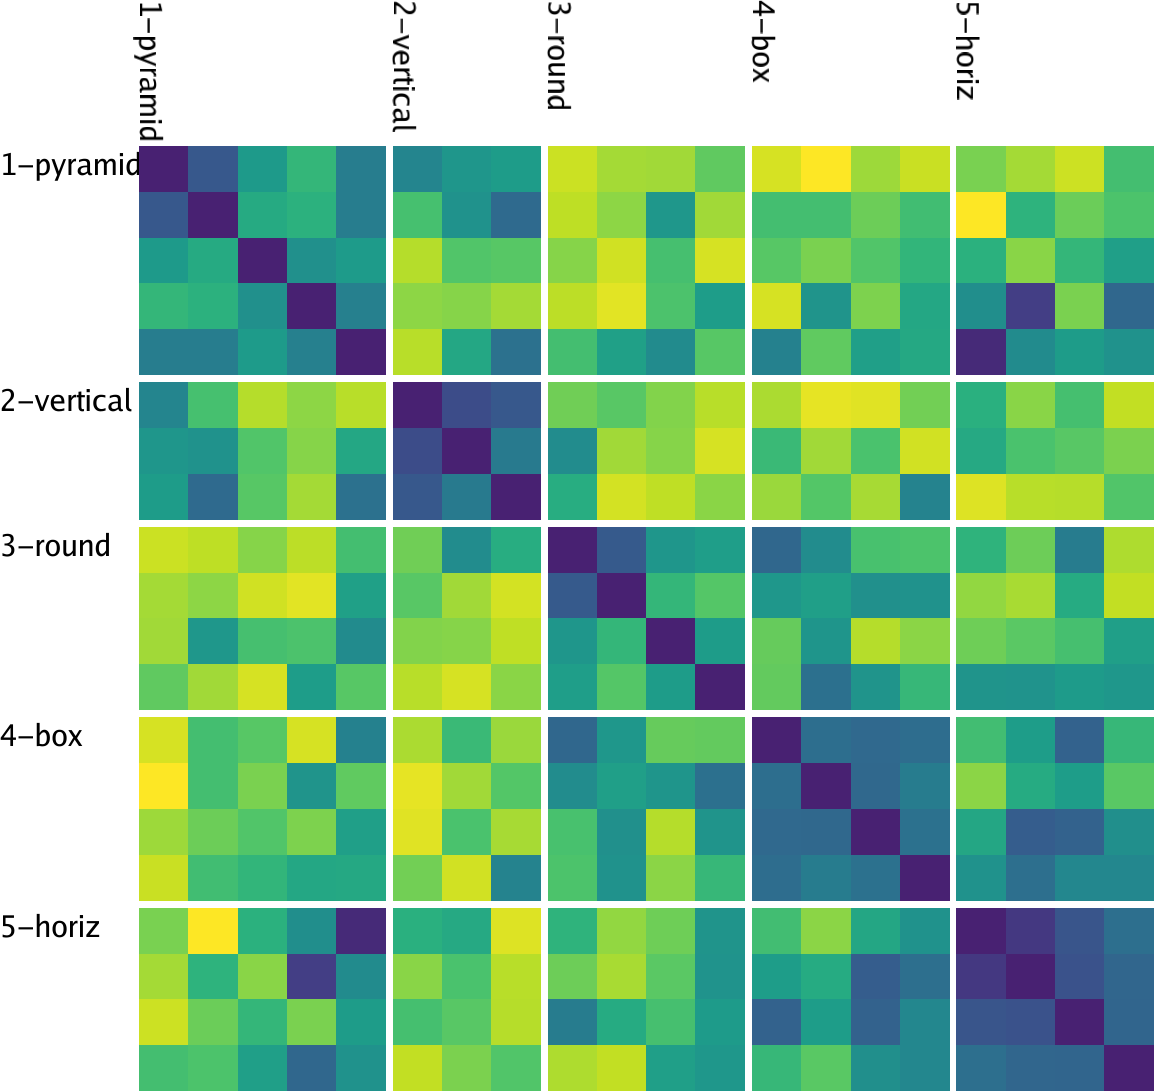 1-pyramid
2-vertical
3-round
4-box
5-horiz
1-pyramid
2-vertical
3-round
4-box
5-horiz